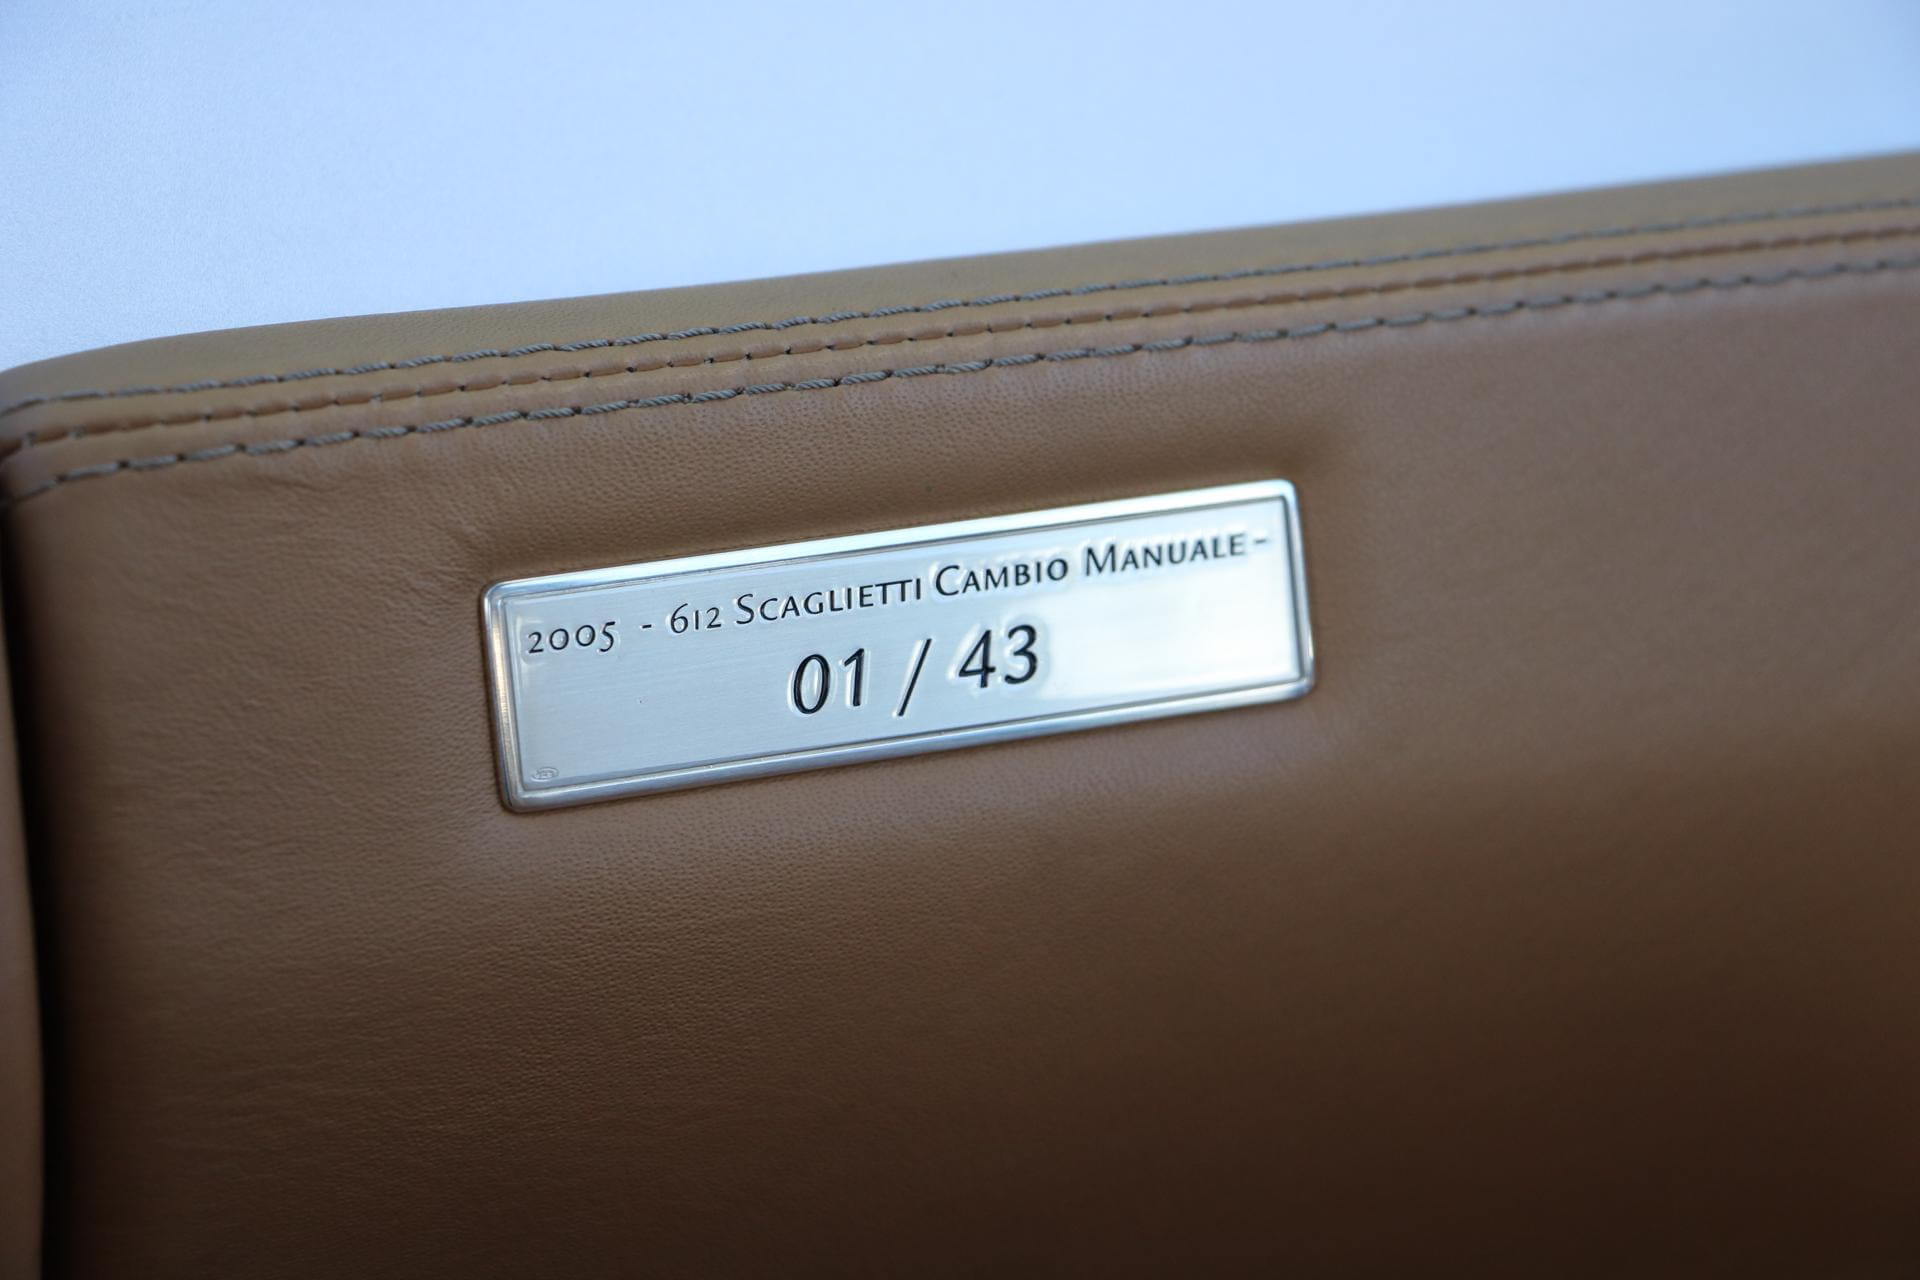 2005 - 612 Scaglietti Cambio Manuale -
01 / 43